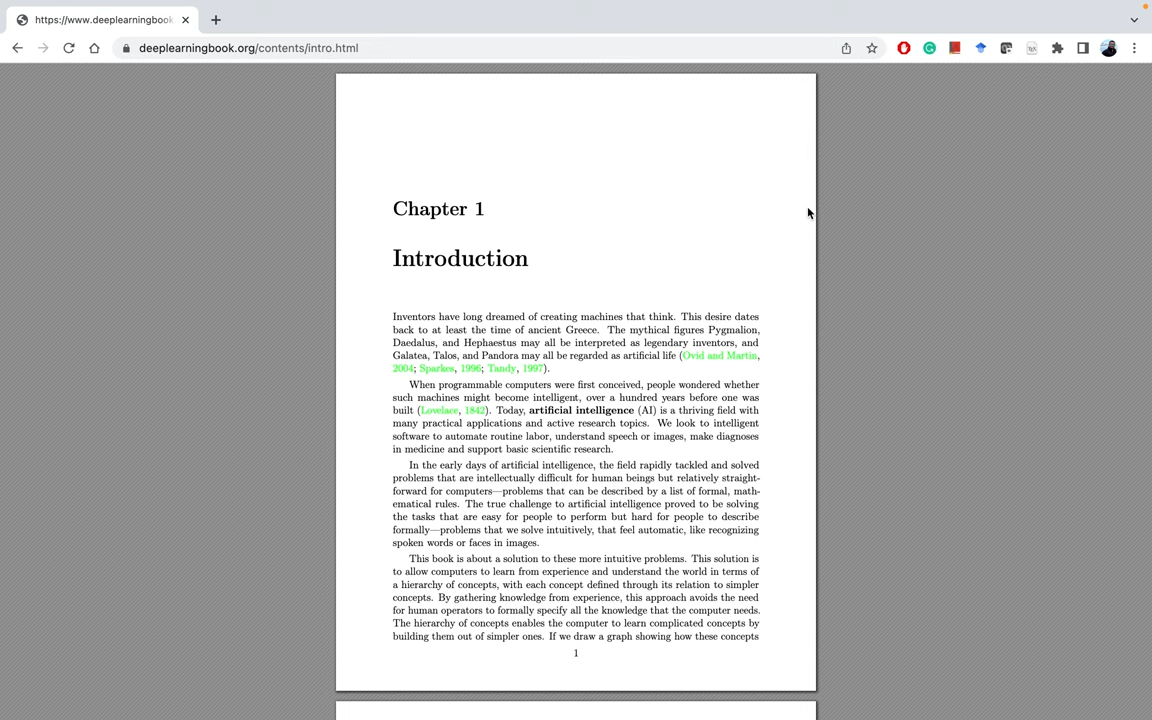 https://www.deeplearningbook
deeplearningbook.org/contents/intro.html
Chapter 1
Introduction
Inventors have long dreamed of creating machines that think. This desire dates
back to at least the time of ancient Greece. The mythical figures Pygmalion,
Daedalus, and Hephaestus may all be interpreted as legendary inventors, and
Galatea, Talos, and Pandora may all be regarded as artificial life (Ovid and Martin,
2004; Sparkes, 1996; Tandy, 1997).
When programmable computers were first conceived, people wondered whether
such machines might become intelligent, over a hundred years before one was
built (Lovelace, 1842). Today, artificial intelligence (AI) is a thriving field with
many practical applications and active research topics. We look to intelligent
software to automate routine labor, understand speech or images, make diagnoses
in medicine and support basic scientific research.
In the early days of artificial intelligence, the field rapidly tackled and solved
problems that are intellectually difficult for human beings but relatively straight-
forward for computers—problems that can be described by a list of formal, math-
ematical rules. The true challenge to artificial intelligence proved to be solving
the tasks that are easy for people to perform but hard for people to describe
formally—problems that we solve intuitively, that feel automatic, like recognizing
spoken words or faces in images.
This book is about a solution to these more intuitive problems. This solution is
to allow computers to learn from experience and understand the world in terms of
a hierarchy of concepts, with each concept defined through its relation to simpler
concepts. By gathering knowledge from experience, this approach avoids the need
for human operators to formally specify all the knowledge that the computer needs.
The hierarchy of concepts enables the computer to learn complicated concepts by
building them out of simpler ones. If we draw a graph showing how these concepts
1